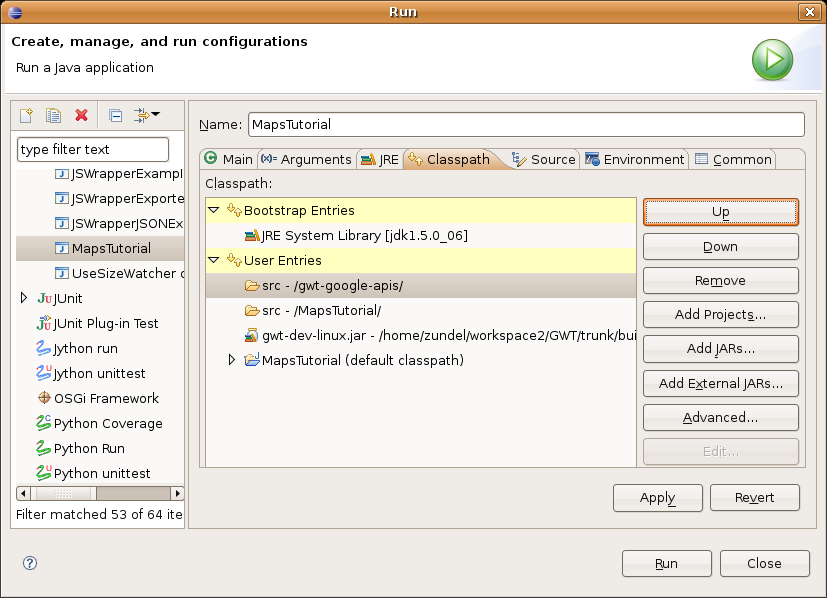 Run
Create, manage, and run configurations
Run a Java application
type filter text
JSWrapperExampl
JSWrapperExporte
JSWrapperJSONEx
MapsTutorial
UseSizeWatcher c
JUnit
JUnit Plug-in Test
Jython run
Jython unittest
OSGi Framework
Python Coverage
Python Run
Python unittest
Filter matched 53 of 64 ite
Name: MapsTutorial
Main (x)= Arguments JRE Classpath Source Environment Common
Classpath:
Bootstrap Entries
JRE System Library [jdk1.5.0_06]
User Entries
src - /gwt-google-apis/
src - /MapsTutorial/
gwt-dev-linux.jar - /home/zundel/workspace2/GWT/trunk/bui
MapsTutorial (default classpath)
Up
Down
Remove
Add Projects...
Add JARs...
Add External JARs...
Advanced...
Edit...
Apply Revert
Run Close